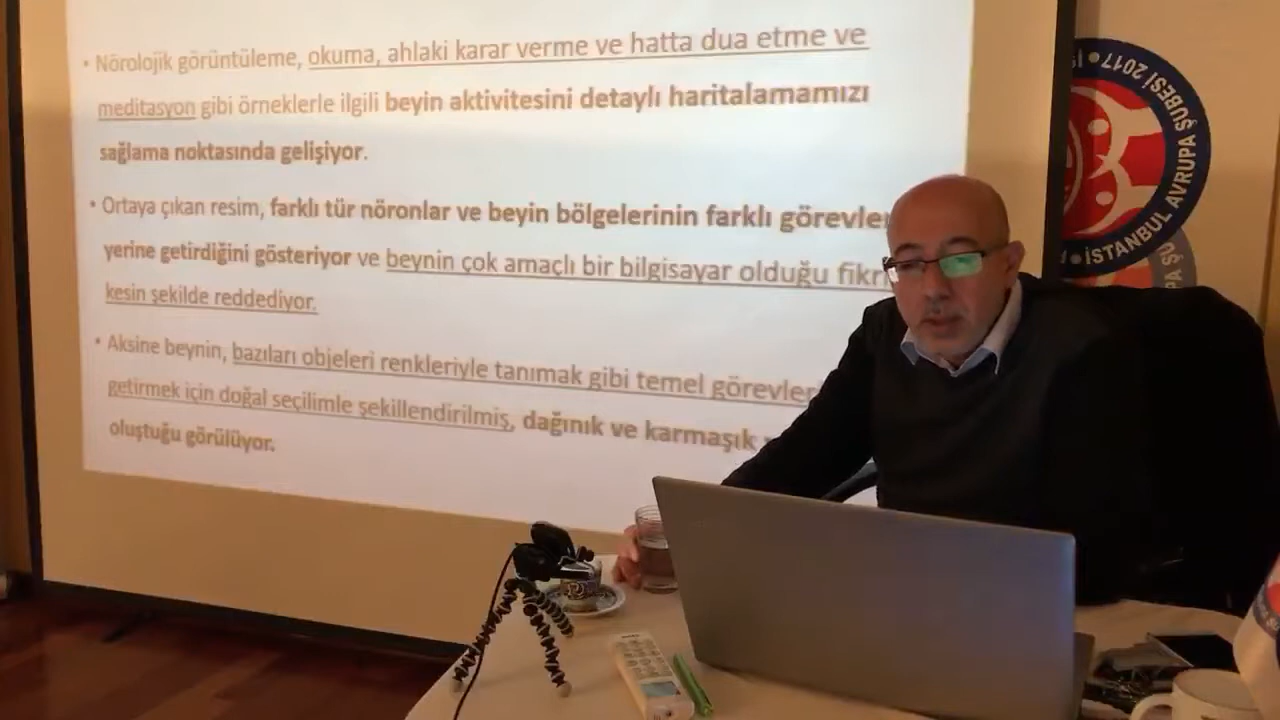 • Nörolojik görüntüleme, okuma, ahlaki karar verme ve hatta dua etme ve
meditasyon gibi örneklerle ilgili beyin aktivitesini detaylı haritalamamızı
sağlama noktasında gelişiyor.
• Ortaya çıkan resim, farklı tür nöronlar ve beyin bölgelerinin farklı görevle
yerine getirdiğini gösteriyor ve beynin çok amaçlı bir bilgisayar olduğu fikr
kesin şekilde reddediyor.
• Aksine beynin, bazıları objeleri renkleriyle tanımak gibi temel görevler
getirmek için doğal seçilimle şekillendirilmiş, dağınık ve karmaşık
oluştuğu görülüyor.
• İSTANBUL AVRUPA ŞUBESİ 2017 •